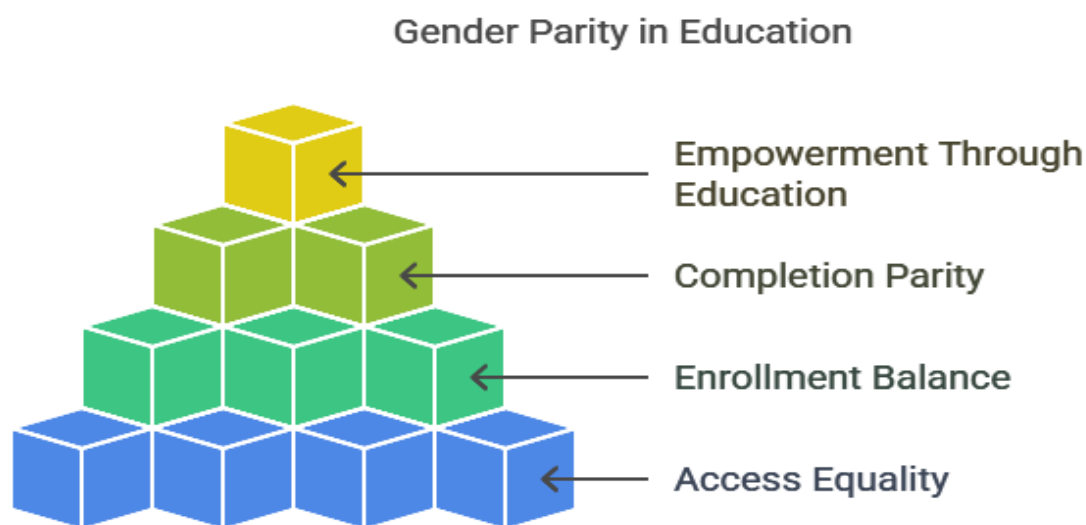 Gender Parity in Education
Empowerment Through
Education
Completion Parity
Enrollment Balance
Access Equality